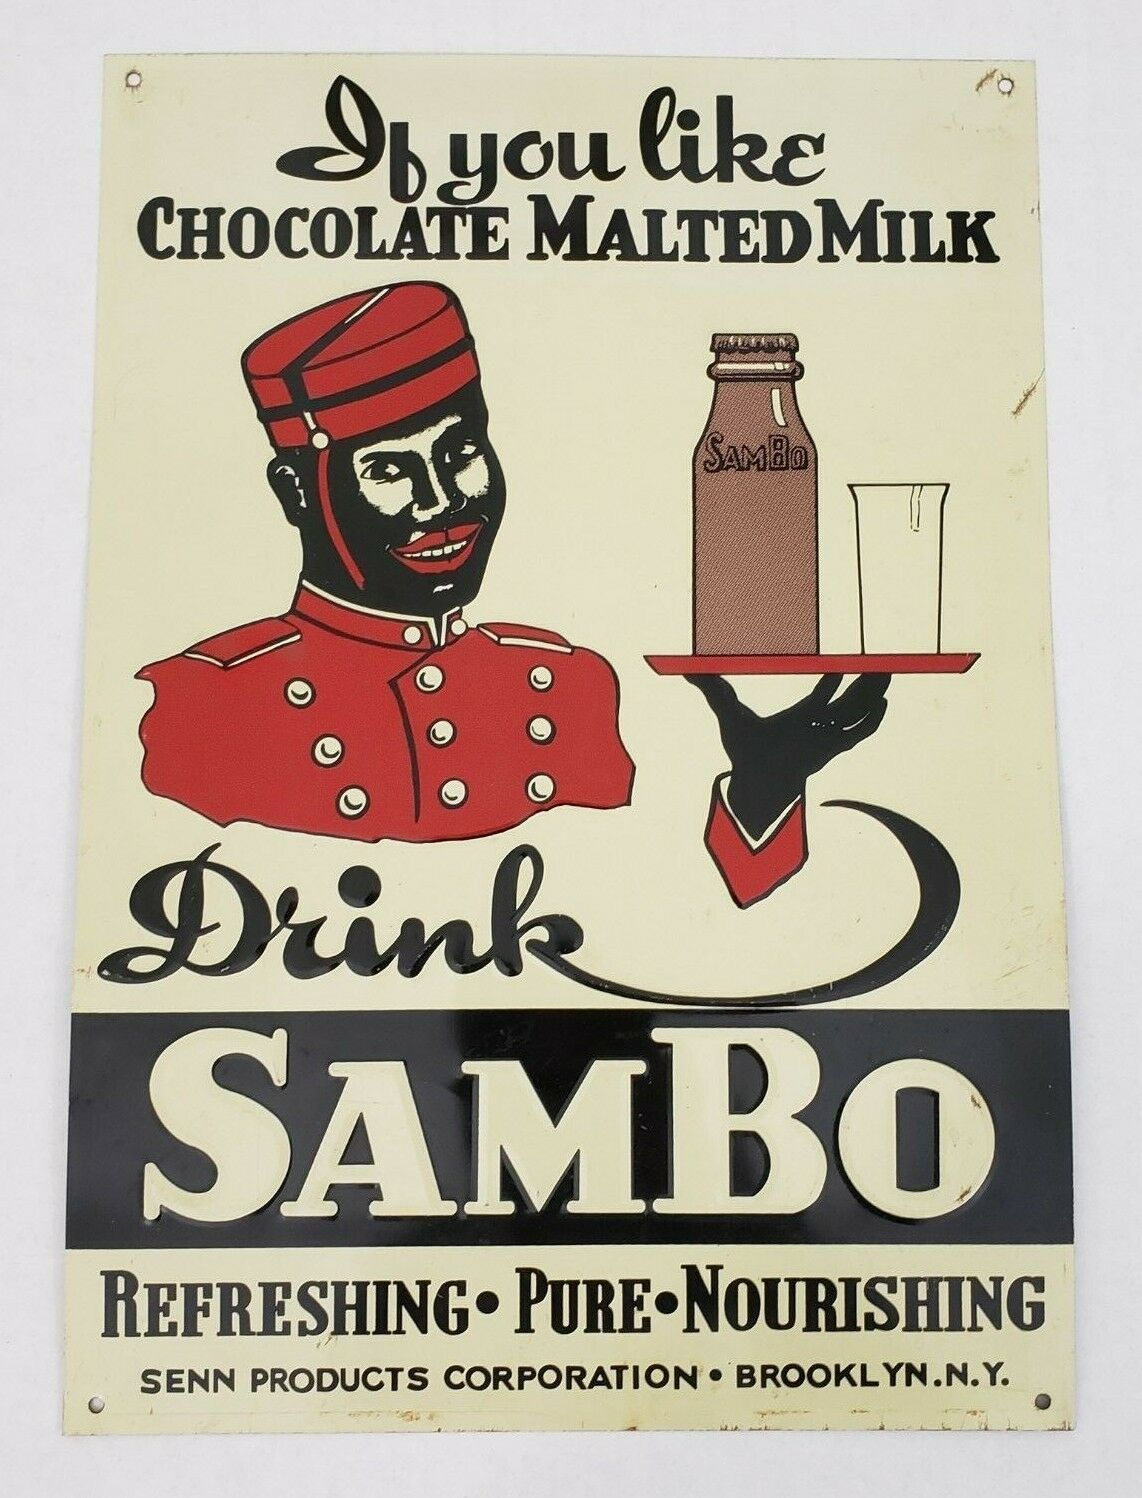 If you like
CHOCOLATE MALTED MILK
SAMBO
Drink
SAMBO
REFRESHING • PURE • NOURISHING
SENN PRODUCTS CORPORATION • BROOKLYN.N.Y.